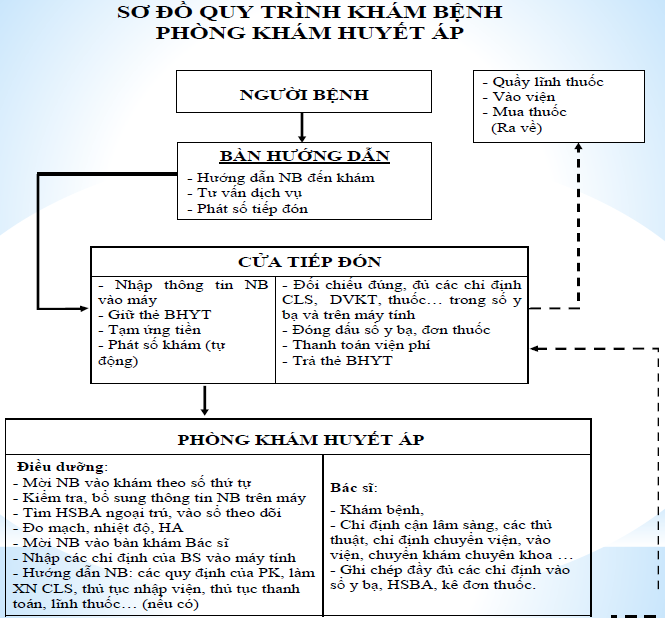 SƠ ĐỒ QUY TRÌNH KHÁM BỆNH
PHÒNG KHÁM HUYẾT ÁP
NGƯỜI BỆNH
- Quầy lĩnh thuốc
- Vào viện
- Mua thuốc
(Ra về)
BÀN HƯỚNG DẪN
- Hướng dẫn NB đến khám
- Tư vấn dịch vụ
- Phát số tiếp đón
CỬA TIẾP ĐÓN
- Nhập thông tin NB
vào máy
- Giữ thẻ BHYT
- Tạm ứng tiền
- Phát số khám (tự
động)
- Đối chiếu đúng, đủ các chỉ định
CLS, DVKT, thuốc… trong sổ y
bạ và trên máy tính
- Đóng dấu sổ y bạ, đơn thuốc
- Thanh toán viện phí
- Trả thẻ BHYT
PHÒNG KHÁM HUYẾT ÁP
Điều dưỡng:
- Mời NB vào khám theo số thứ tự
- Kiểm tra, bổ sung thông tin NB trên máy
- Tìm HSBA ngoại trú, vào sổ theo dõi
- Đo mạch, nhiệt độ, HA
- Mời NB vào bàn khám Bác sĩ
- Nhập các chỉ định của BS vào máy tính
- Hướng dẫn NB: các quy định của PK, làm
XN CLS, thủ tục nhập viện, thủ tục thanh
toán, lĩnh thuốc… (nếu có)
Bác sĩ:
- Khám bệnh,
- Chỉ định cận lâm sàng, các thủ
thuật, chỉ định chuyển viện, vào
viện, chuyển khám chuyên khoa …
- Ghi chép đầy đủ các chỉ định vào
sổ y bạ, HSBA, kê đơn thuốc.